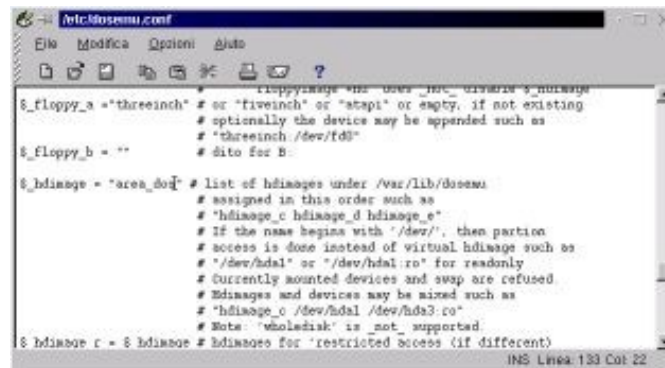 /etc/dosemu.conf
File Modifica Opzioni Aiuto
# floppyimage +hd does _not_ disable $_hdimage
$_floppy_a ="threeinch" # or "fiveinch" or "atapi" or empty, if not existing
# optionally the device may be appended such as
# "threeinch:/dev/fd0"
$_floppy_b = "" # dito for B:
$_hdimage = "area_dos" # list of hdimages under /var/lib/dosemu
# assigned in this order such as
# "hdimage_c hdimage_d hdimage_e"
# If the name begins with '/dev/', then partion
# access is done instead of virtual hdimage such as
# "/dev/hda1" or "/dev/hda1:ro" for readonly
# Currently mounted devices and swap are refused.
# Hdimages and devices may be mixed such as
# "hdimage_c /dev/hda1 /dev/hda3:ro"
# Note: 'wholedisk' is _not_ supported.
$_hdimage_r = $_hdimage # hdimages for 'restricted access (if different)
INS Linea: 133 Col: 22